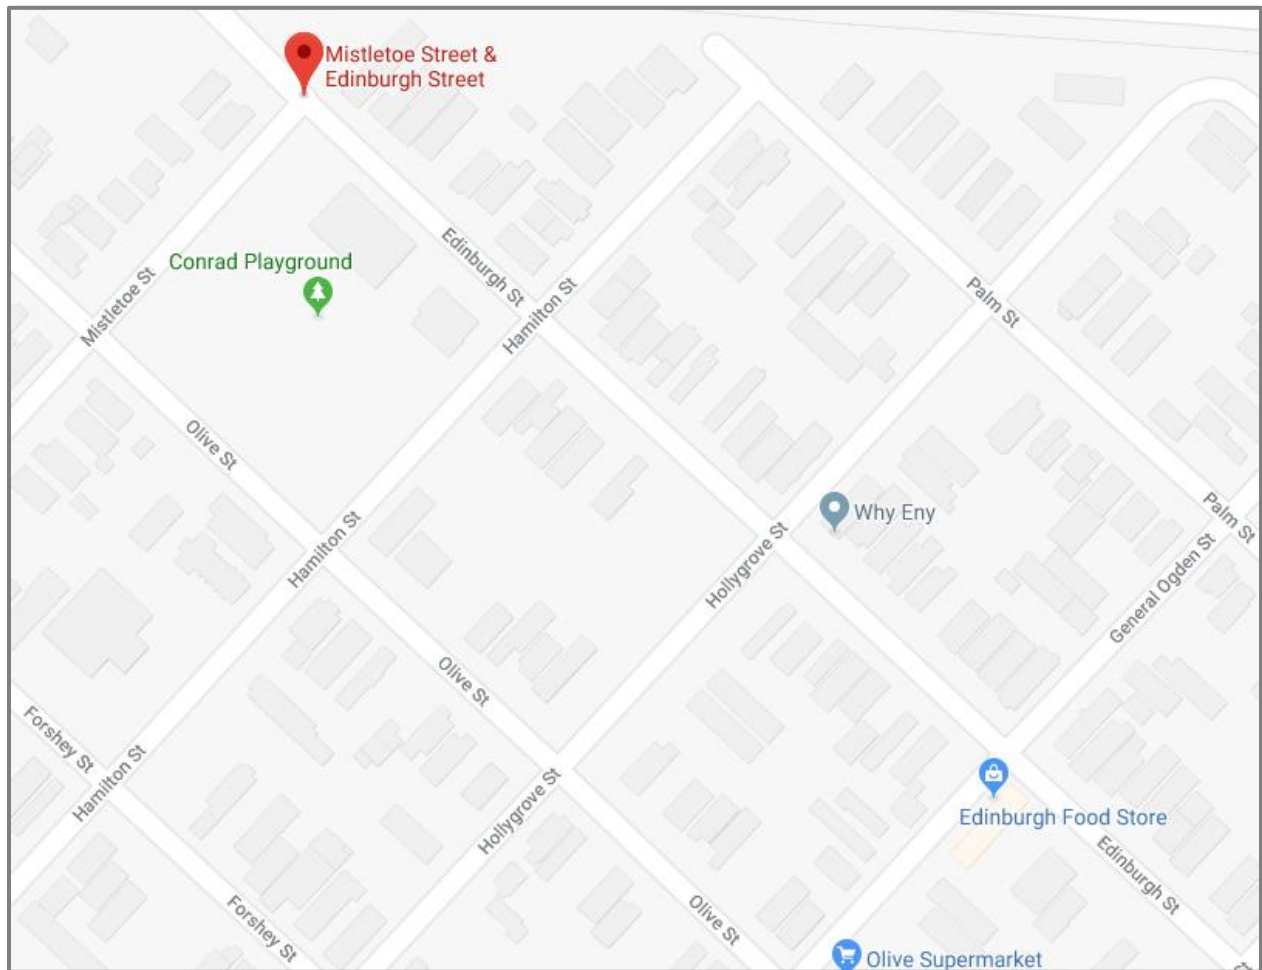 Mistletoe Street &
Edinburgh Street
Edinburgh St
Conrad Playground
Mistletoe St
Hamilton St
Palm St
Olive St
Why Eny
Palm St
Hamilton St
Hollygrove St
General Ogden St
Olive St
Forshey St
Hamilton St
Hollygrove St
Edinburgh Food Store
Edinburgh St
Forshey St
Olive St
Olive Supermarket